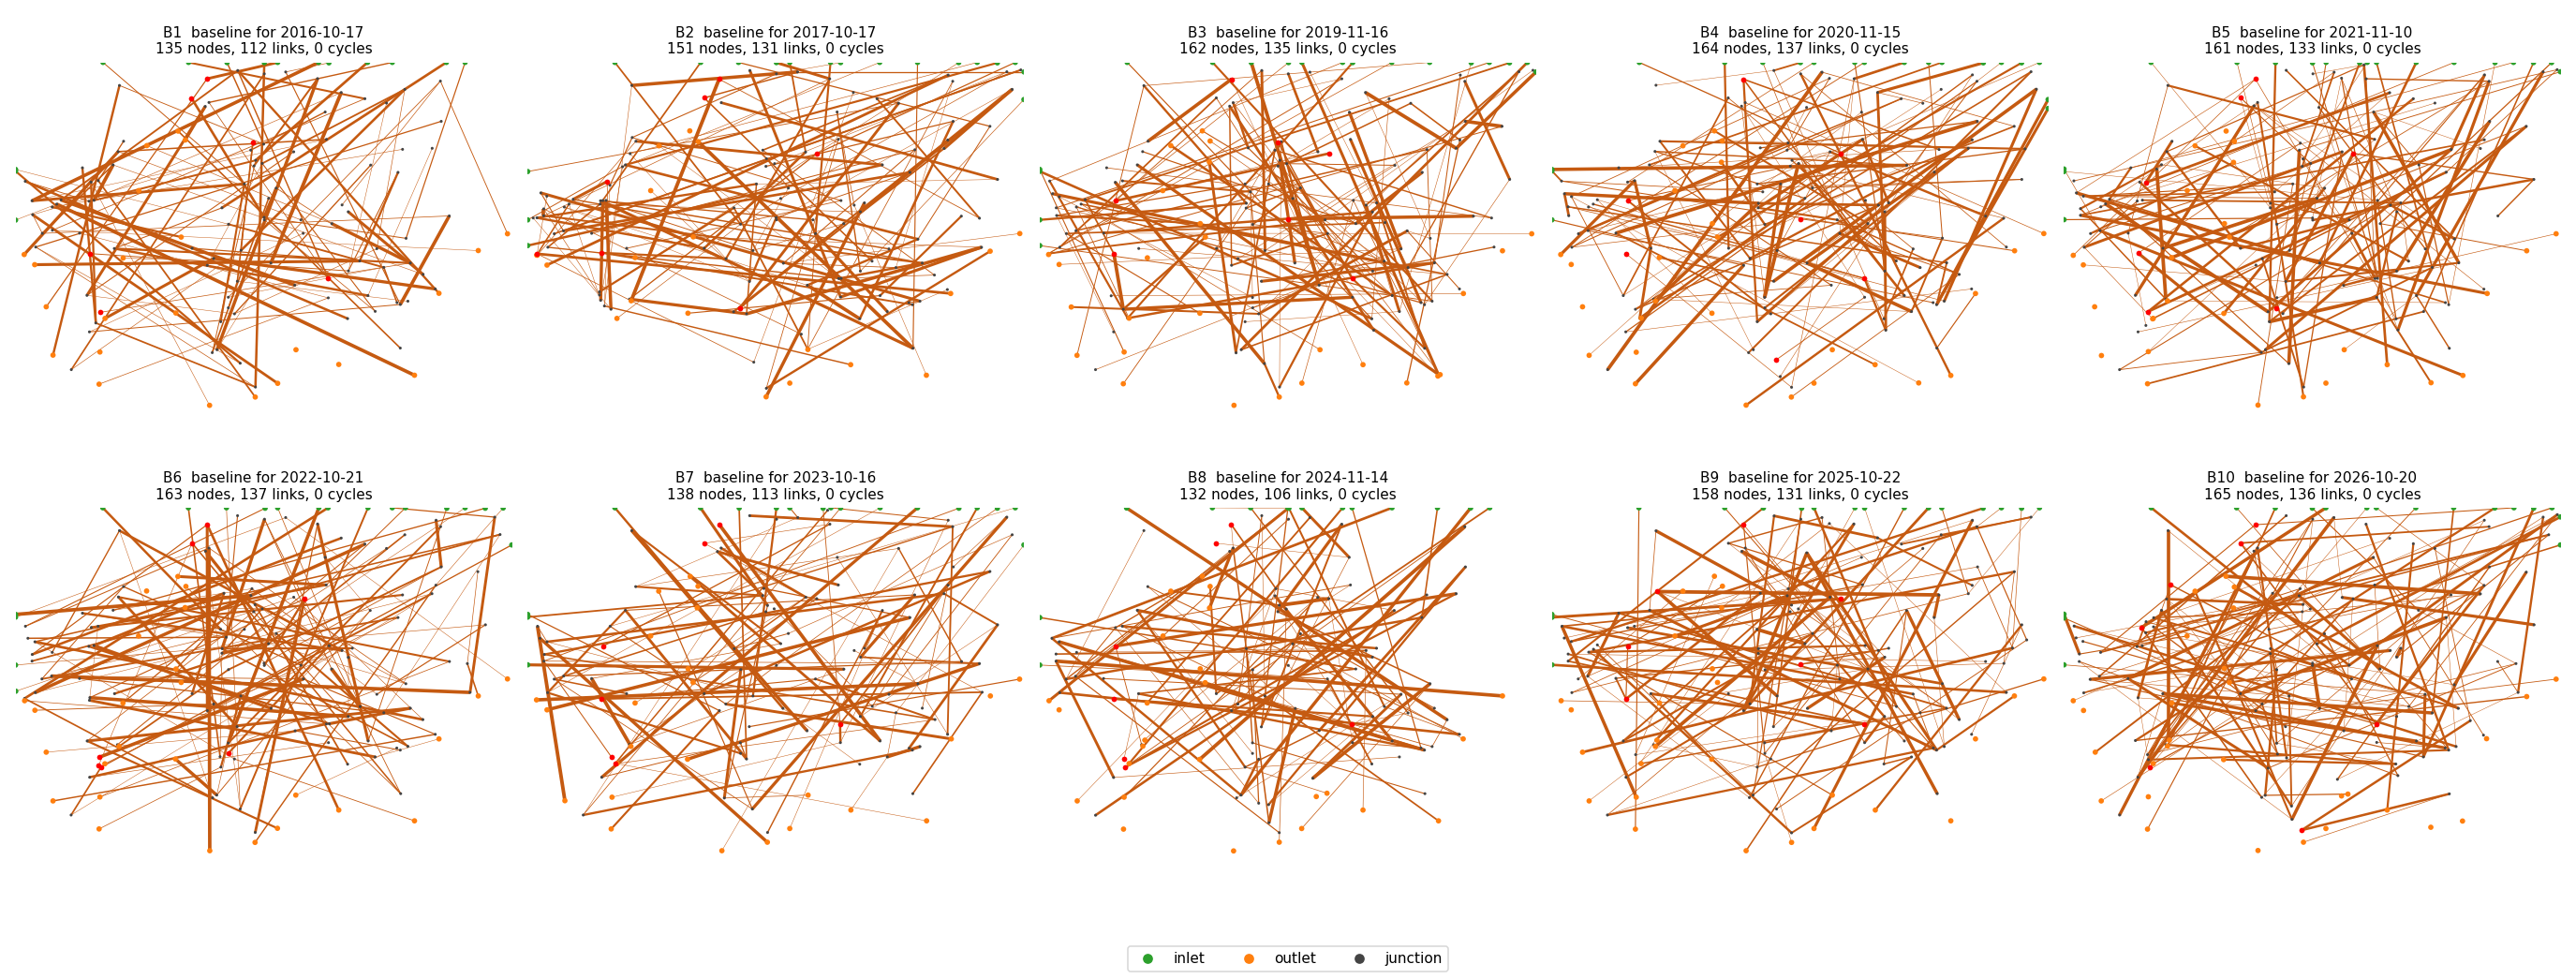 B1  baseline for 2016-10-17
135 nodes, 112 links, 0 cycles
B2  baseline for 2017-10-17
151 nodes, 131 links, 0 cycles
B3  baseline for 2019-11-16
162 nodes, 135 links, 0 cycles
B4  baseline for 2020-11-15
164 nodes, 137 links, 0 cycles
B5  baseline for 2021-11-10
161 nodes, 133 links, 0 cycles
B6  baseline for 2022-10-21
163 nodes, 137 links, 0 cycles
B7  baseline for 2023-10-16
138 nodes, 113 links, 0 cycles
B8  baseline for 2024-11-14
132 nodes, 106 links, 0 cycles
B9  baseline for 2025-10-22
158 nodes, 131 links, 0 cycles
B10  baseline for 2026-10-20
165 nodes, 136 links, 0 cycles
inlet outlet junction